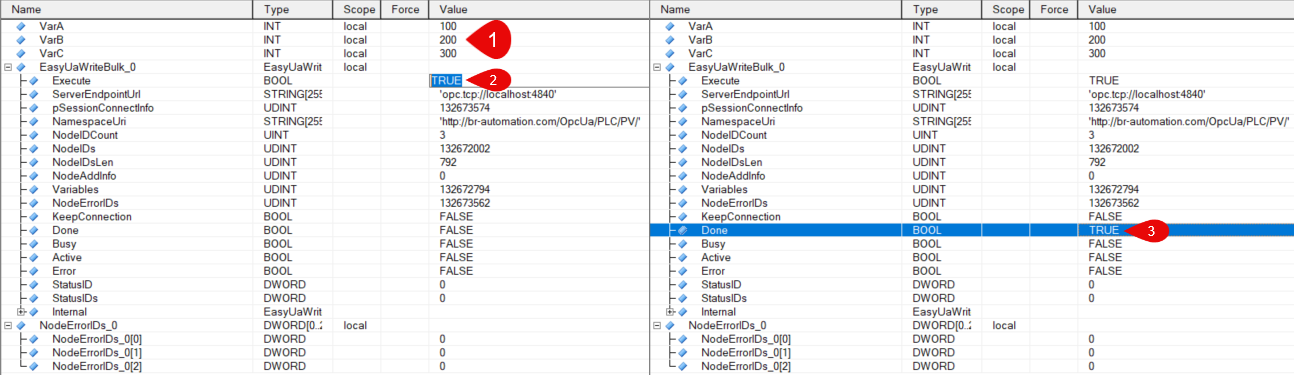 Name Type Scope Force Value
VarA INT local 100
VarB INT local 200 1
VarC INT local 300
EasyUaWriteBulk_0 EasyUaWrit local
Execute BOOL TRUE 2
ServerEndpointUrl STRING[255 'opc.tcp://localhost:4840'
pSessionConnectInfo UDINT 132673574
NamespaceUri STRING[255 'http://br-automation.com/OpcUa/PLC/PV/'
NodeIDCount UINT 3
NodeIDs UDINT 132672002
NodeIDsLen UDINT 792
NodeAddInfo UDINT 0
Variables UDINT 132672794
NodeErrorIDs UDINT 132673562
KeepConnection BOOL FALSE
Done BOOL FALSE
Busy BOOL FALSE
Active BOOL FALSE
Error BOOL FALSE
StatusID DWORD 0
StatusIDs DWORD 0
Internal EasyUaWrit
NodeErrorIDs_0 DWORD[0..2 local
NodeErrorIDs_0[0] DWORD 0
NodeErrorIDs_0[1] DWORD 0
NodeErrorIDs_0[2] DWORD 0
Name Type Scope Force Value
VarA INT local 100
VarB INT local 200
VarC INT local 300
EasyUaWriteBulk_0 EasyUaWrit local
Execute BOOL TRUE
ServerEndpointUrl STRING[255 'opc.tcp://localhost:4840'
pSessionConnectInfo UDINT 132673574
NamespaceUri STRING[255 'http://br-automation.com/OpcUa/PLC/PV/'
NodeIDCount UINT 3
NodeIDs UDINT 132672002
NodeIDsLen UDINT 792
NodeAddInfo UDINT 0
Variables UDINT 132672794
NodeErrorIDs UDINT 132673562
KeepConnection BOOL FALSE
Done BOOL TRUE 3
Busy BOOL FALSE
Active BOOL FALSE
Error BOOL FALSE
StatusID DWORD 0
StatusIDs DWORD 0
Internal EasyUaWrit
NodeErrorIDs_0 DWORD[0..2 local
NodeErrorIDs_0[0] DWORD 0
NodeErrorIDs_0[1] DWORD 0
NodeErrorIDs_0[2] DWORD 0